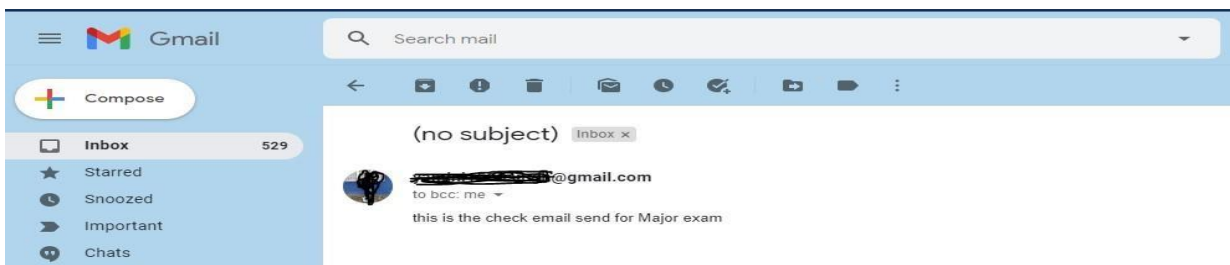 Gmail
Search mail
Compose
(no subject) Inbox ×
Inbox 529
@gmail.com
Starred
to bcc: me
Snoozed
this is the check email send for Major exam
Important
Chats